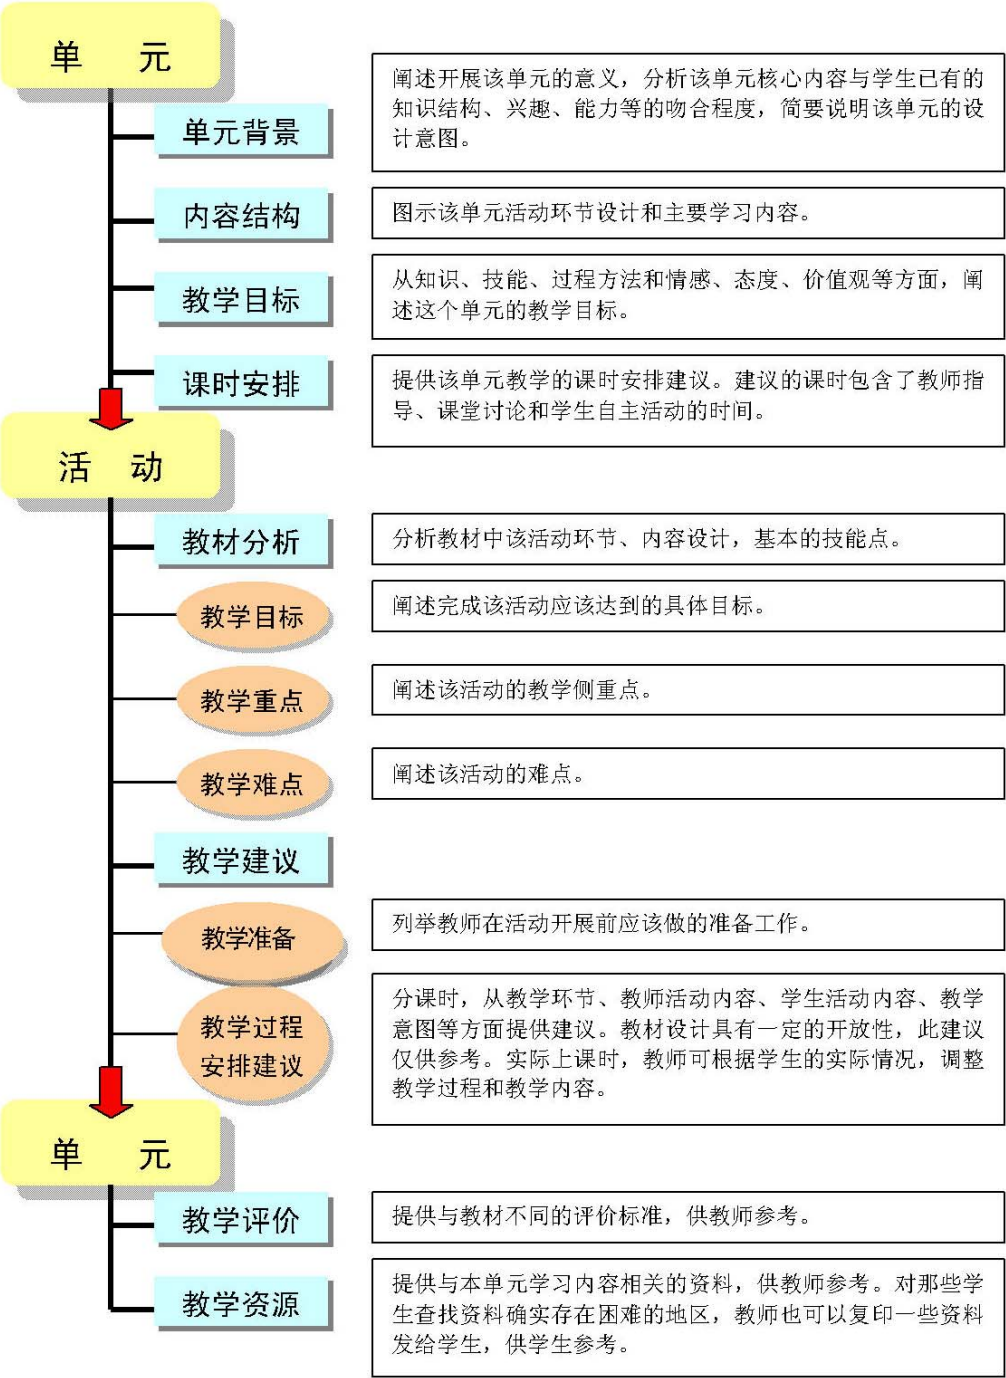 单 元
阐述开展该单元的意义，分析该单元核心内容与学生已有的
知识结构、兴趣、能力等的吻合程度，简要说明该单元的设
计意图。
单元背景
内容结构
图示该单元活动环节设计和主要学习内容。
教学目标
从知识、技能、过程方法和情感、态度、价值观等方面，阐
述这个单元的教学目标。
课时安排
提供该单元教学的课时安排建议。建议的课时包含了教师指
导、课堂讨论和学生自主活动的时间。
活 动
教材分析
分析教材中该活动环节、内容设计，基本的技能点。
教学目标
阐述完成该活动应该达到的具体目标。
教学重点
阐述该活动的教学侧重点。
教学难点
阐述该活动的难点。
教学建议
教学准备
列举教师在活动开展前应该做的准备工作。
教学过程
安排建议
分课时，从教学环节、教师活动内容、学生活动内容、教学
意图等方面提供建议。教材设计具有一定的开放性，此建议
仅供参考。实际上课时，教师可根据学生的实际情况，调整
教学过程和教学内容。
单 元
教学评价
提供与教材不同的评价标准，供教师参考。
教学资源
提供与本单元学习内容相关的资料，供教师参考。对那些学
生查找资料确实存在困难的地区，教师也可以复印一些资料
发给学生，供学生参考。